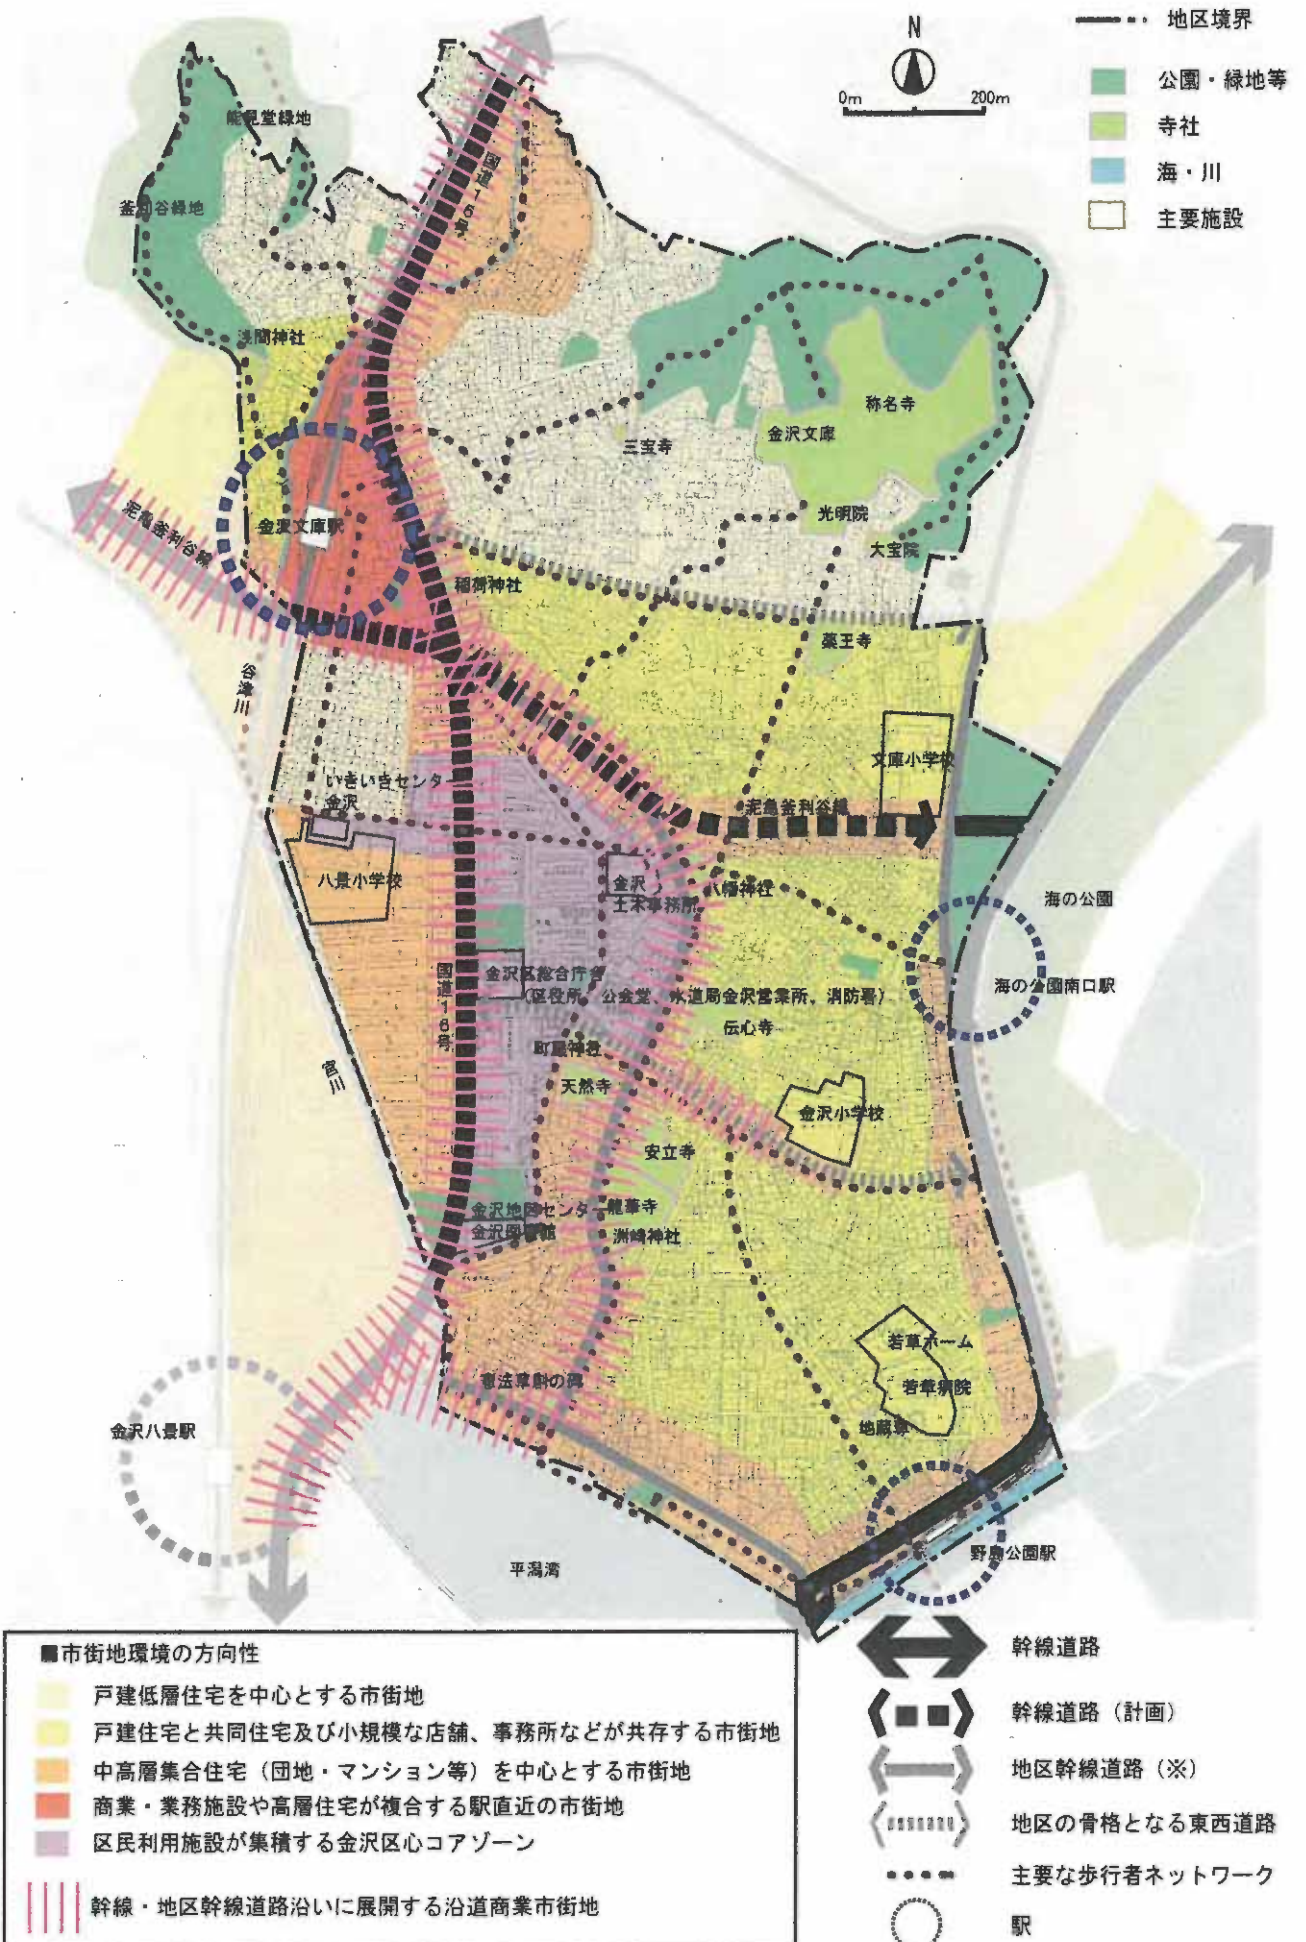 地区境界
N
0m 200m
公園・緑地等
寺社
海・川
主要施設
能見堂緑地
国道16号
釜利谷緑地
浅間神社
称名寺
金沢文庫
三宝寺
光明院
泥亀釜利谷線
金沢文庫駅
大宝院
稲荷神社
薬王寺
谷津川
文庫小学校
いきいきセンター
金沢
泥亀釜利谷線
八景小学校
金沢
土木事務所
八幡神社
海の公園
国道16号
金沢区総合庁舎
海の公園南口駅
(区役所、公会堂、水道局金沢営業所、消防署)
伝心寺
町屋神社
宮川
天然寺
金沢小学校
安立寺
金沢地区センター
龍華寺
金沢図書館
洲崎神社
若草ホーム
憲法草創の碑
若草病院
金沢八景駅
地蔵尊
野島公園駅
平潟湾
■市街地環境の方向性
戸建低層住宅を中心とする市街地
戸建住宅と共同住宅及び小規模な店舗、事務所などが共存する市街地
中高層集合住宅（団地・マンション等）を中心とする市街地
商業・業務施設や高層住宅が複合する駅直近の市街地
区民利用施設が集積する金沢区心コアゾーン
幹線・地区幹線道路沿いに展開する沿道商業市街地
幹線道路
幹線道路（計画）
地区幹線道路（※）
地区の骨格となる東西道路
主要な歩行者ネットワーク
駅